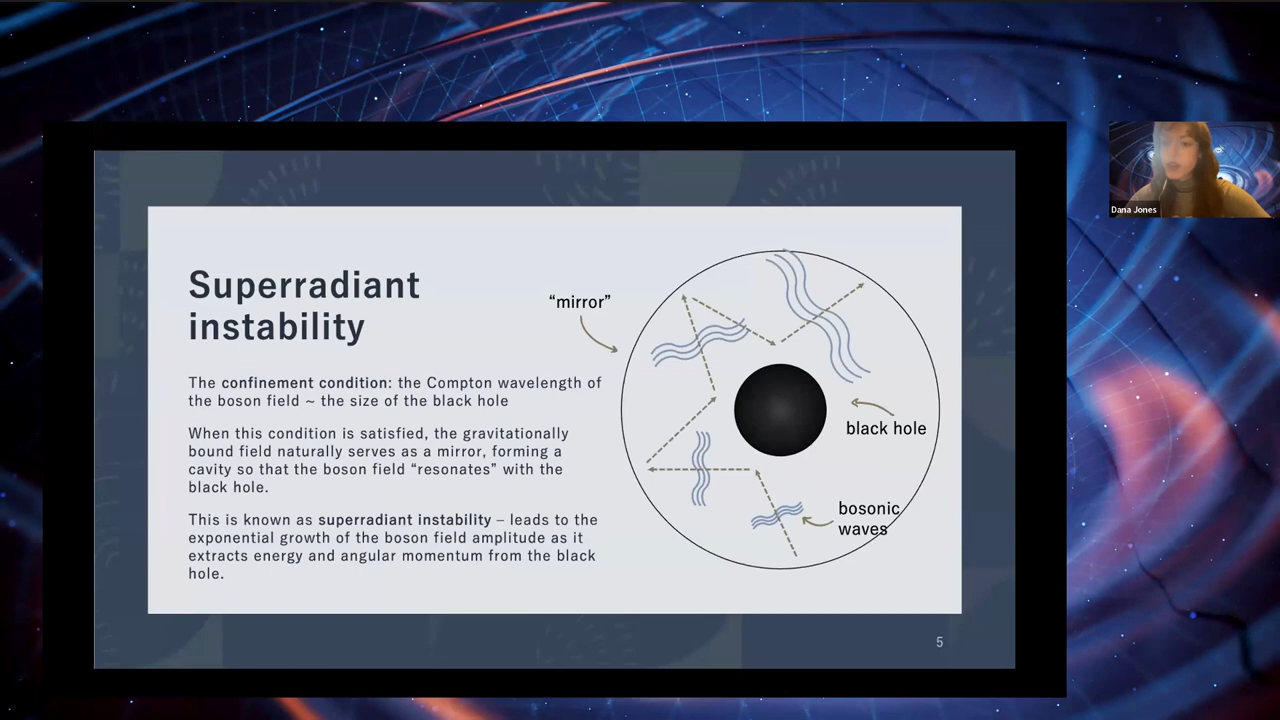 Superradiant
instability
The confinement condition: the Compton wavelength of
the boson field ~ the size of the black hole
When this condition is satisfied, the gravitationally
bound field naturally serves as a mirror, forming a
cavity so that the boson field “resonates” with the
black hole.
This is known as superradiant instability – leads to the
exponential growth of the boson field amplitude as it
extracts energy and angular momentum from the black
hole.
“mirror”
black hole
bosonic
waves
5
Dana Jones